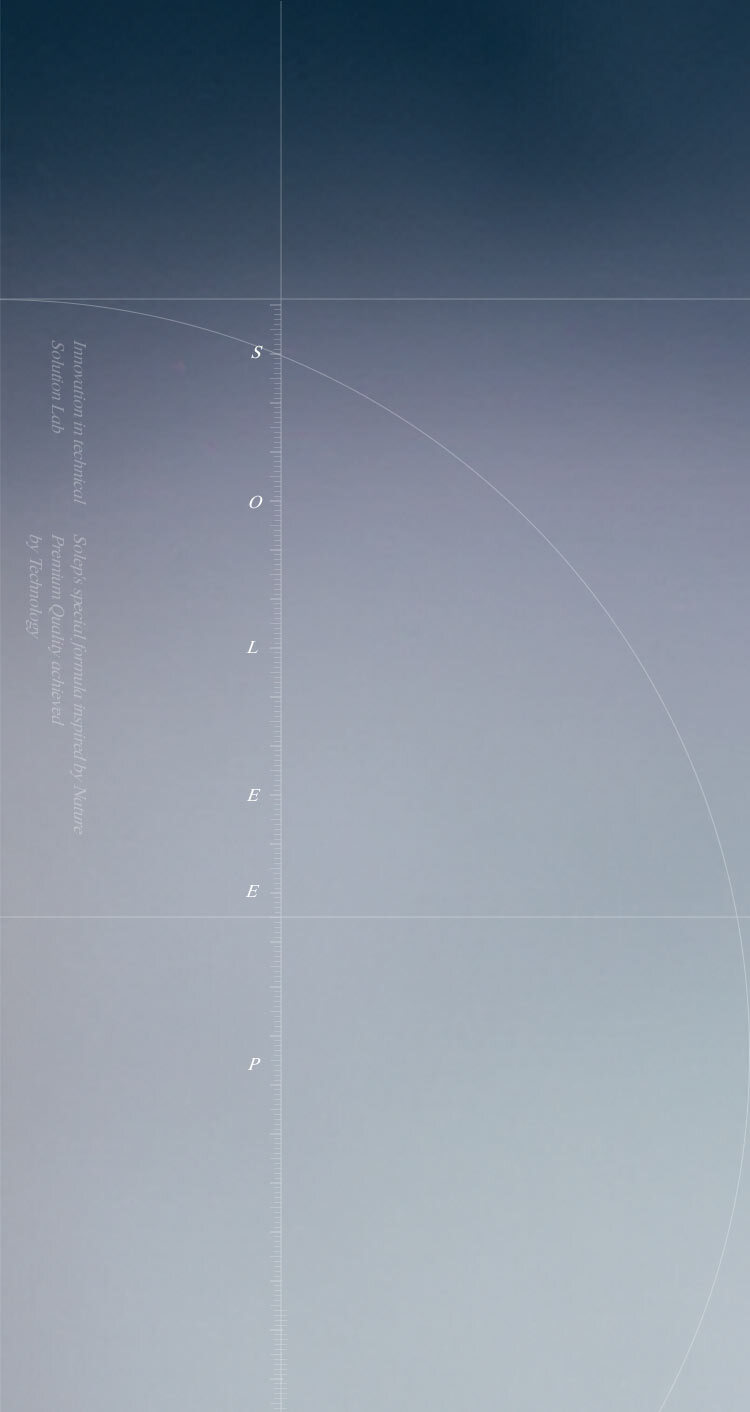 S
O
L
E
E
P
Innovation in technical
Solution Lab
Solep's special formula inspired by Nature
Premium Quality achieved
by Technology